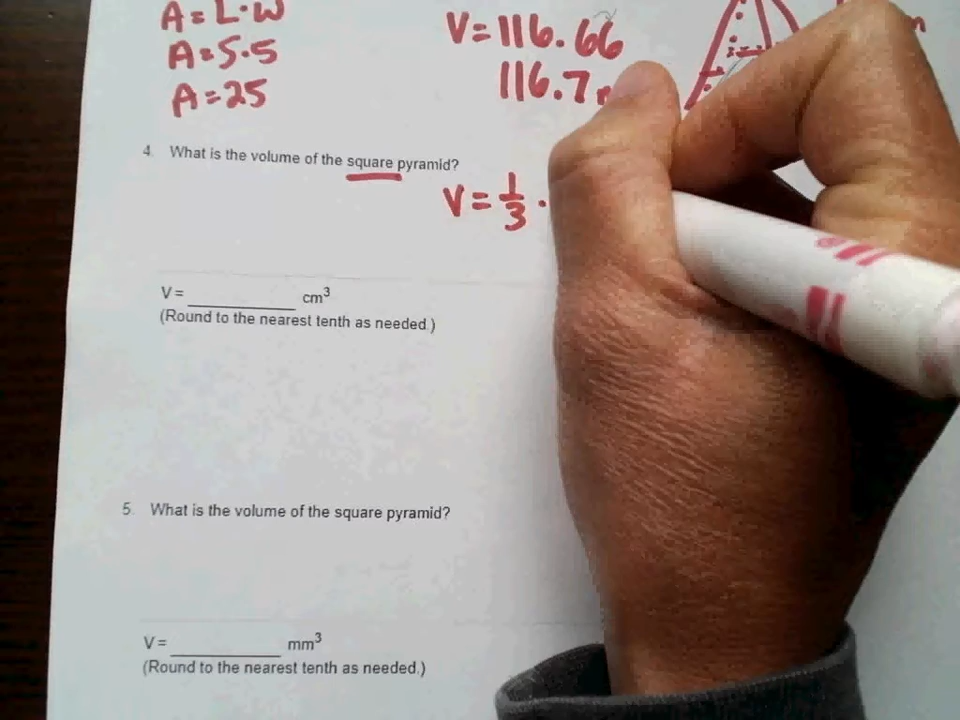 A = L · W
A = 5 · 5
A = 25
V = 116.66
116.7
4. What is the volume of the square pyramid?
V = 1/3 ·
V = __________ cm³
(Round to the nearest tenth as needed.)
5. What is the volume of the square pyramid?
V = __________ mm³
(Round to the nearest tenth as needed.)